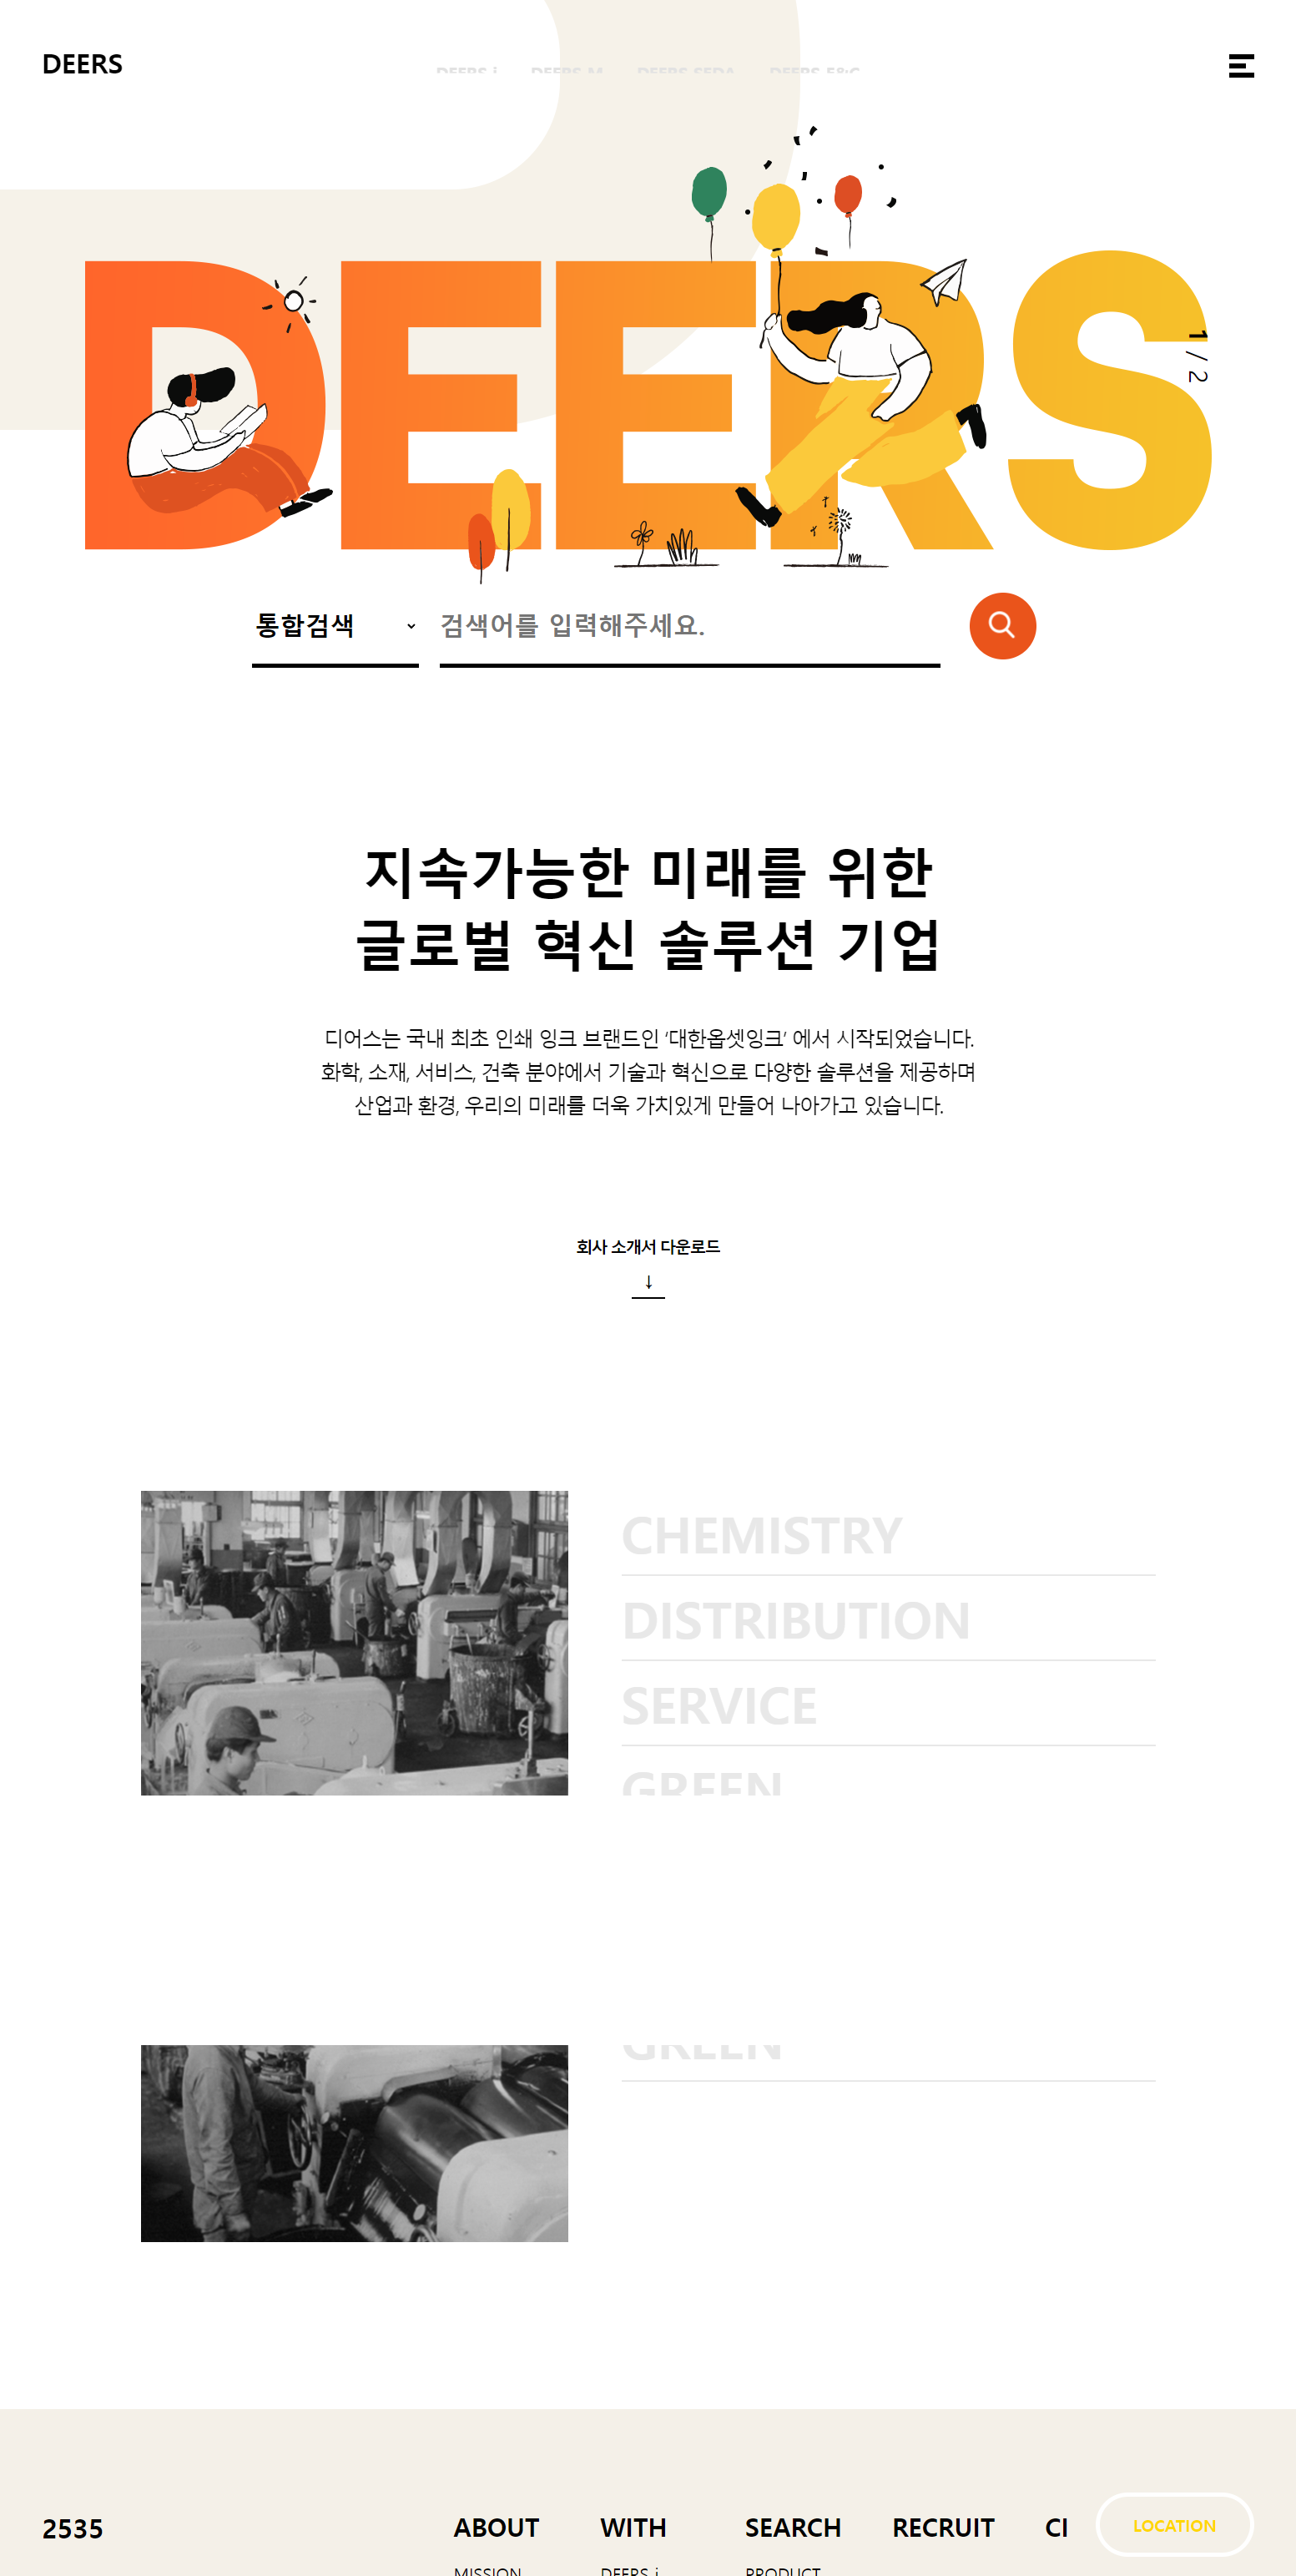 DEERS
DEERS i DEERS M DEERS SEDA DEERS E&C
DEERS
1 / 2
통합검색
검색어를 입력해주세요.
지속가능한 미래를 위한
글로벌 혁신 솔루션 기업
디어스는 국내 최초 인쇄 잉크 브랜드인 ‘대한옵셋잉크’ 에서 시작되었습니다.
화학, 소재, 서비스, 건축 분야에서 기술과 혁신으로 다양한 솔루션을 제공하며
산업과 환경, 우리의 미래를 더욱 가치있게 만들어 나아가고 있습니다.
회사 소개서 다운로드
↓
CHEMISTRY
DISTRIBUTION
SERVICE
GREEN
GREEN
2535
ABOUT WITH SEARCH RECRUIT CI LOCATION
MISSION DEERS i PRODUCT